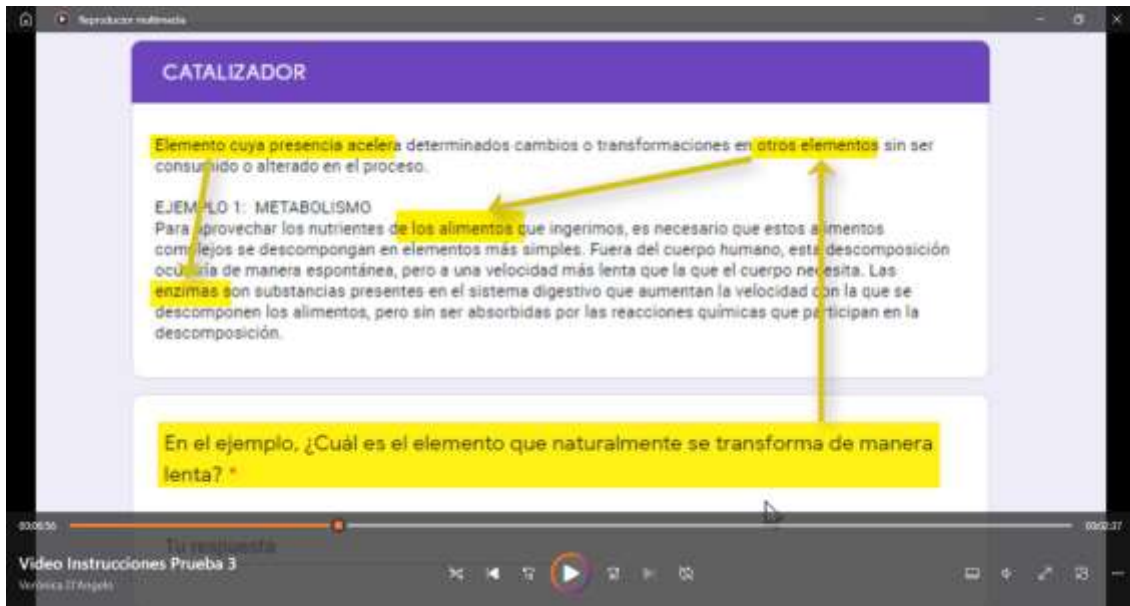 Reproductor multimedia
CATALIZADOR
Elemento cuya presencia acelera determinados cambios o transformaciones en otros elementos sin ser
consumido o alterado en el proceso.
EJEMPLO 1: METABOLISMO
Para aprovechar los nutrientes de los alimentos que ingerimos, es necesario que estos alimentos
complejos se descompongan en elementos más simples. Fuera del cuerpo humano, esta descomposición
ocurriría de manera espontánea, pero a una velocidad más lenta que la que el cuerpo necesita. Las
enzimas son substancias presentes en el sistema digestivo que aumentan la velocidad con la que se
descomponen los alimentos, pero sin ser absorbidas por las reacciones químicas que participan en la
descomposición.
En el ejemplo, ¿Cuál es el elemento que naturalmente se transforma de manera
lenta? *
Tu respuesta
Video Instrucciones Prueba 3
Verónica D'Angelo